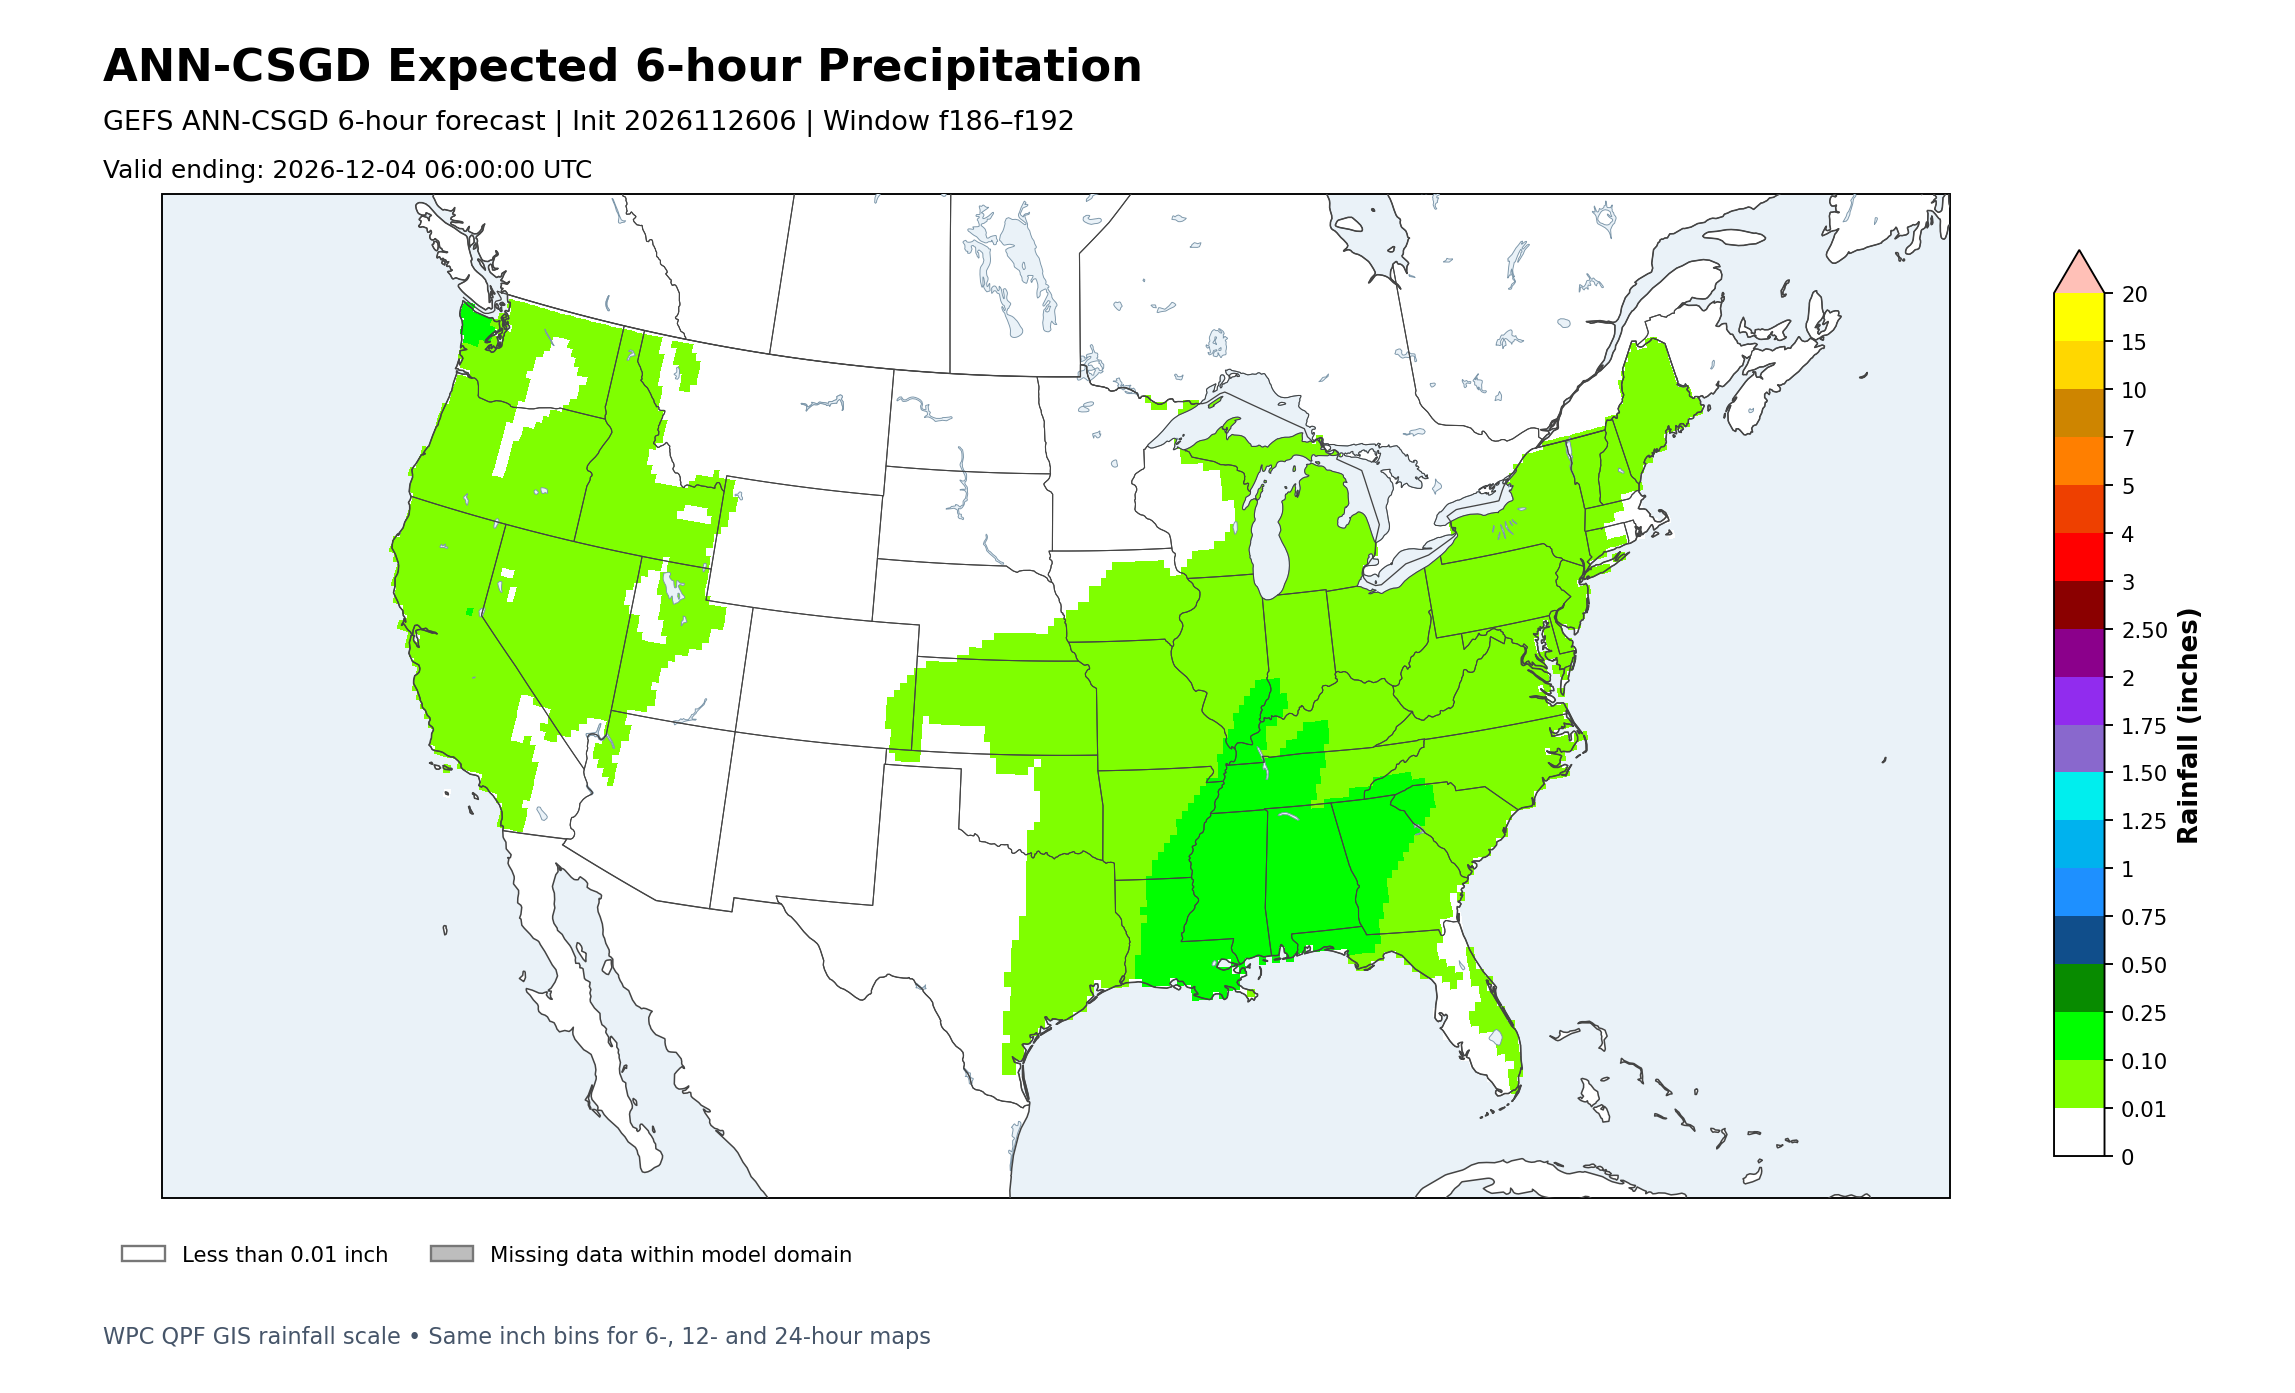 ANN-CSGD Expected 6-hour Precipitation
GEFS ANN-CSGD 6-hour forecast | Init 2026112606 | Window f186–f192
Valid ending: 2026-12-04 06:00:00 UTC
20
15
10
7
5
4
3
2.50
2
1.75
1.50
1.25
1
0.75
0.50
0.25
0.10
0.01
0
Rainfall (inches)
Less than 0.01 inch
Missing data within model domain
WPC QPF GIS rainfall scale • Same inch bins for 6-, 12- and 24-hour maps